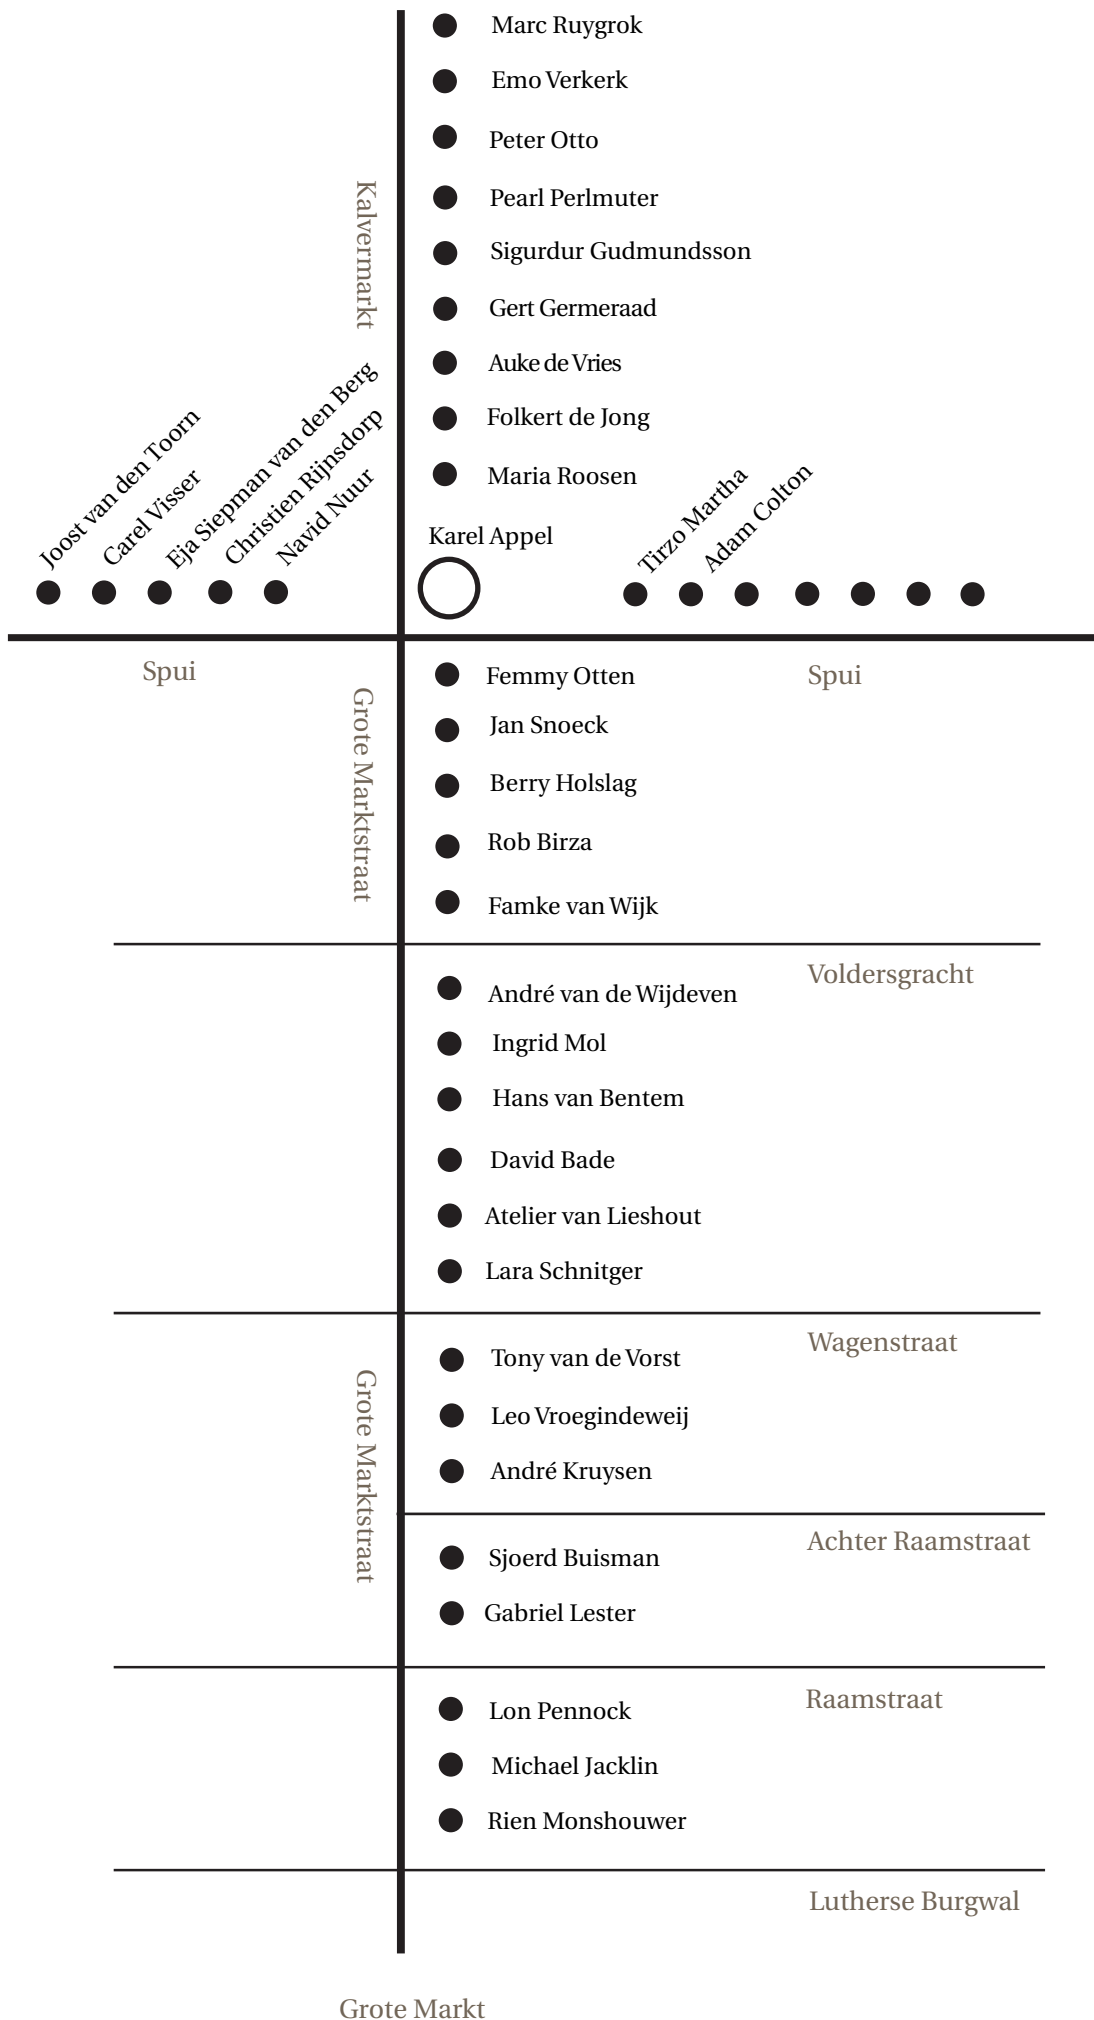 Marc Ruygrok
Emo Verkerk
Peter Otto
Pearl Perlmuter
Kalvermarkt
Sigurdur Gudmundsson
Gert Germeraad
Auke de Vries
Folkert de Jong
Maria Roosen
Joost van den Toorn
Carel Visser
Eja Siepman van den Berg
Christien Rijnsdorp
Navid Nuur
Karel Appel
Tirzo Martha
Adam Colton
Spui
Femmy Otten
Spui
Grote Marktstraat
Jan Snoeck
Berry Holslag
Rob Birza
Famke van Wijk
Voldersgracht
André van de Wijdeven
Ingrid Mol
Hans van Bentem
David Bade
Atelier van Lieshout
Lara Schnitger
Wagenstraat
Tony van de Vorst
Grote Marktstraat
Leo Vroegindeweij
André Kruysen
Achter Raamstraat
Sjoerd Buisman
Gabriel Lester
Raamstraat
Lon Pennock
Michael Jacklin
Rien Monshouwer
Lutherse Burgwal
Grote Markt